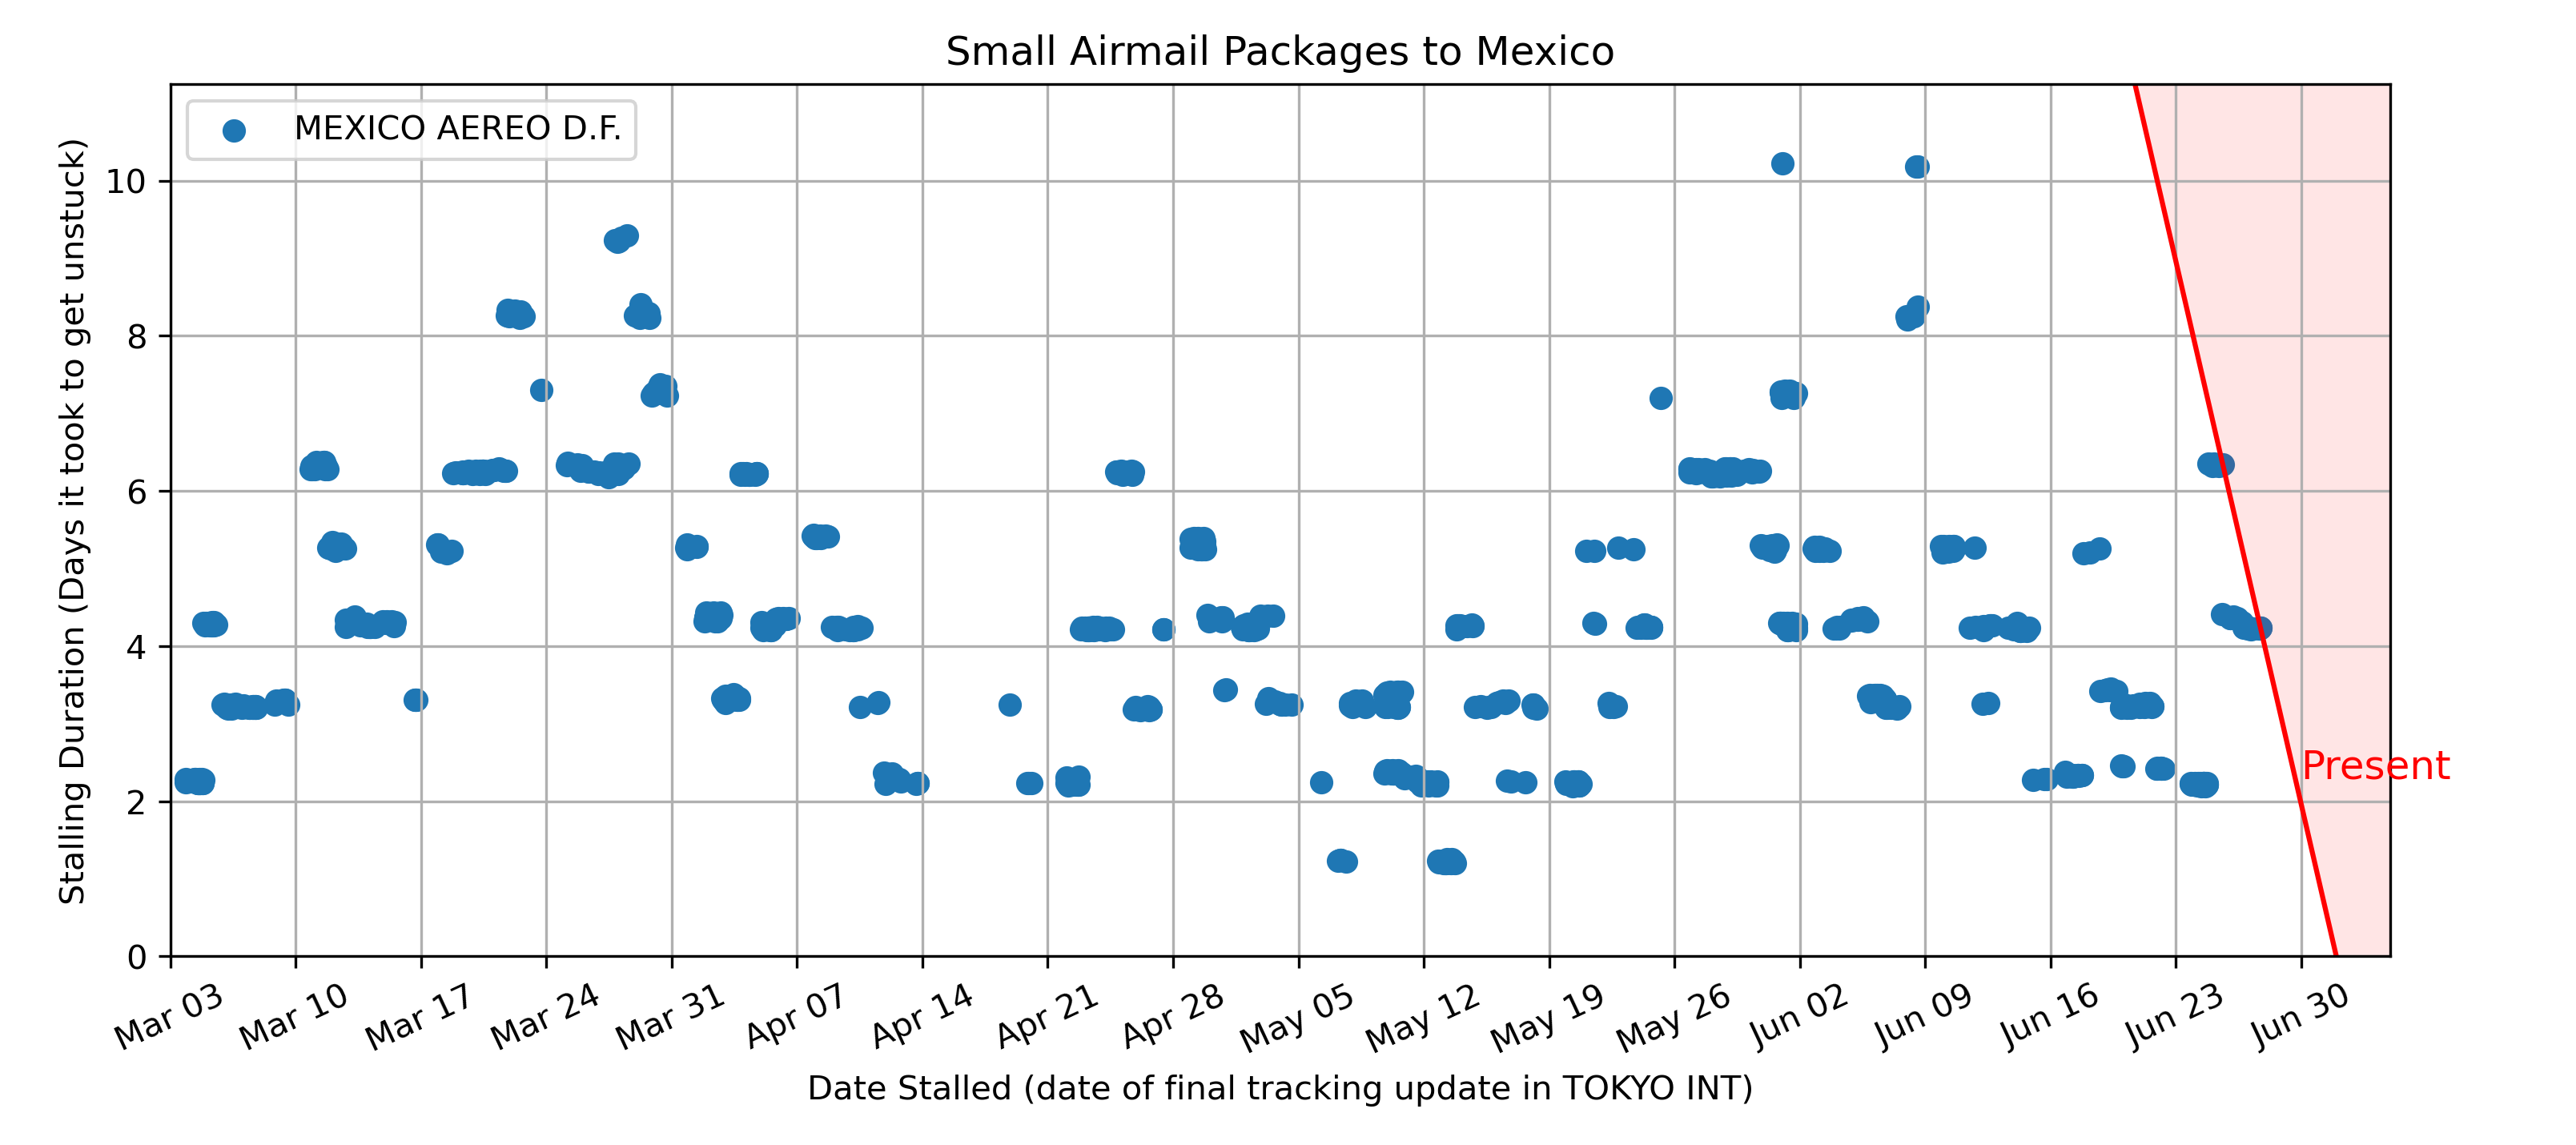 Small Airmail Packages to Mexico
MEXICO AEREO D.F.
Stalling Duration (Days it took to get unstuck)
10
8
6
4
2
0
Present
Mar 03
Mar 10
Mar 17
Mar 24
Mar 31
Apr 07
Apr 14
Apr 21
Apr 28
May 05
May 12
May 19
May 26
Jun 02
Jun 09
Jun 16
Jun 23
Jun 30
Date Stalled (date of final tracking update in TOKYO INT)